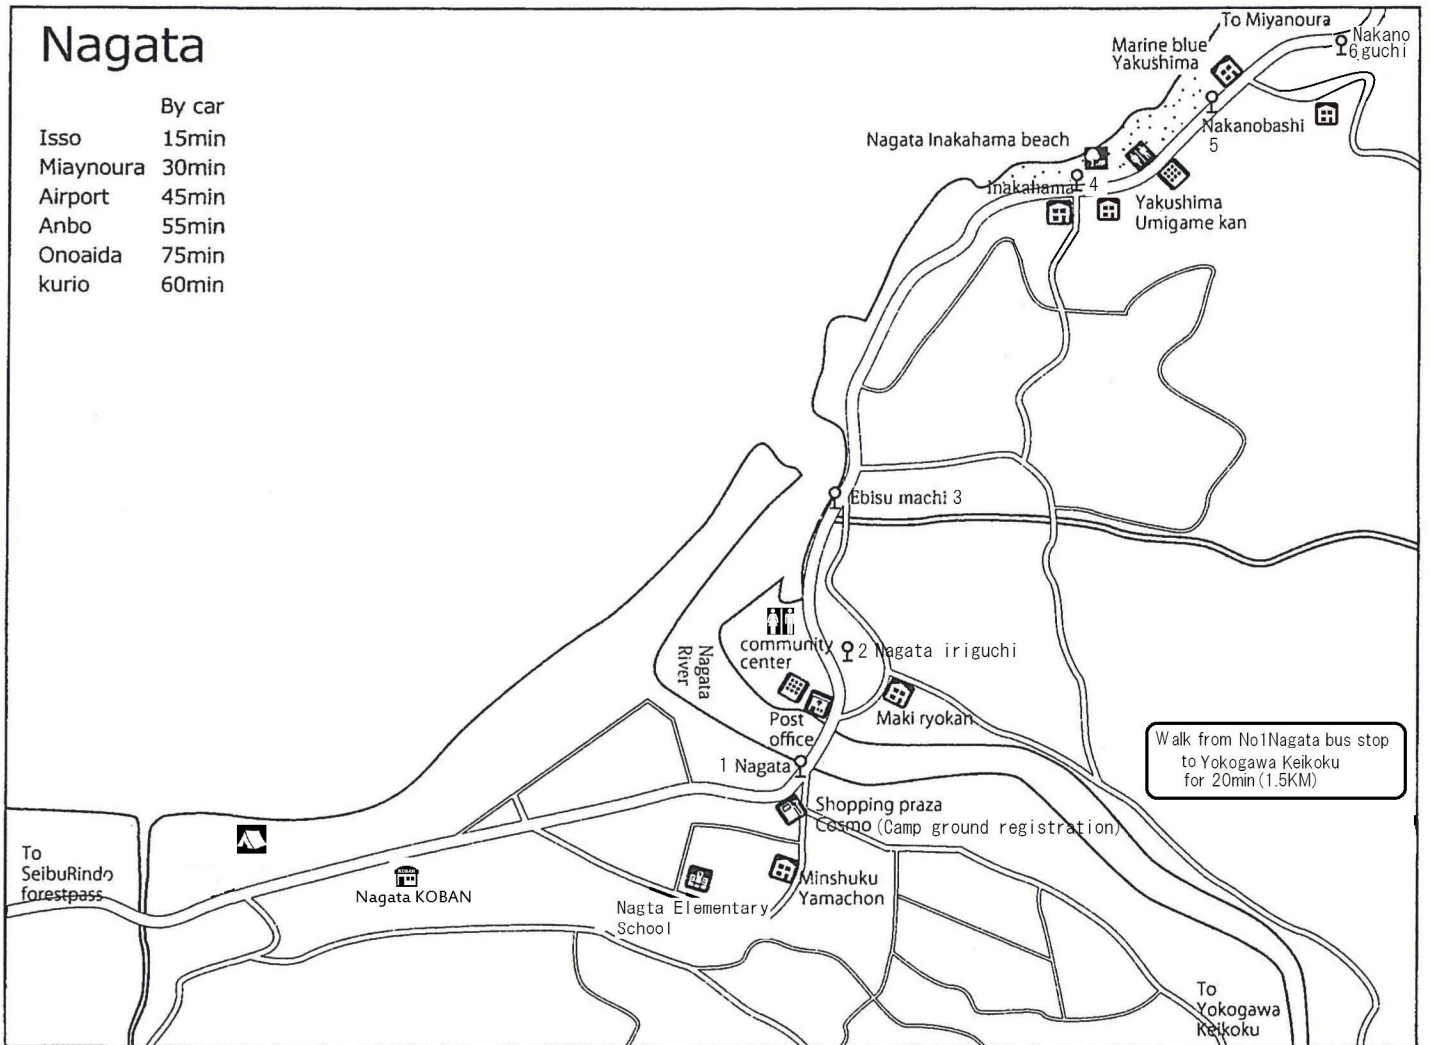 Nagata
By car
Isso 15min
Miaynoura 30min
Airport 45min
Anbo 55min
Onoaida 75min
kurio 60min
To Miyanoura
Nakano
6 guchi
Marine blue
Yakushima
Nakanobashi
5
Nagata Inakahama beach
Inakahama 4
Yakushima
Umigame kan
Ebisu machi 3
community
center
2 Nagata iriguchi
Nagata
River
Post
office
Maki ryokan
1 Nagata
Walk from No1Nagata bus stop
to Yokogawa Keikoku
for 20min(1.5KM)
Shopping praza
Cosmo (Camp ground registration)
To
SeibuRindo
forestpass
KOBAN
Nagata KOBAN
Minshuku
Yamachon
Nagta Elementary
School
To
Yokogawa
Keikoku